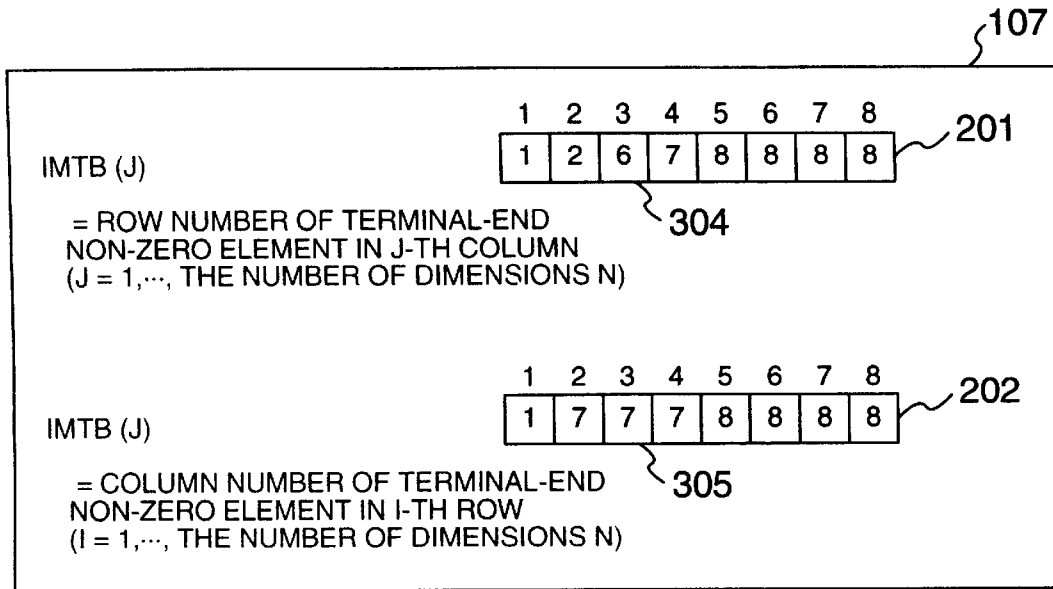 107
1 2 3 4 5 6 7 8
1 2 6 7 8 8 8 8
201
IMTB (J)
304
= ROW NUMBER OF TERMINAL-END
NON-ZERO ELEMENT IN J-TH COLUMN
(J = 1,···, THE NUMBER OF DIMENSIONS N)
1 2 3 4 5 6 7 8
1 7 7 7 8 8 8 8
202
IMTB (J)
305
= COLUMN NUMBER OF TERMINAL-END
NON-ZERO ELEMENT IN I-TH ROW
(I = 1,···, THE NUMBER OF DIMENSIONS N)